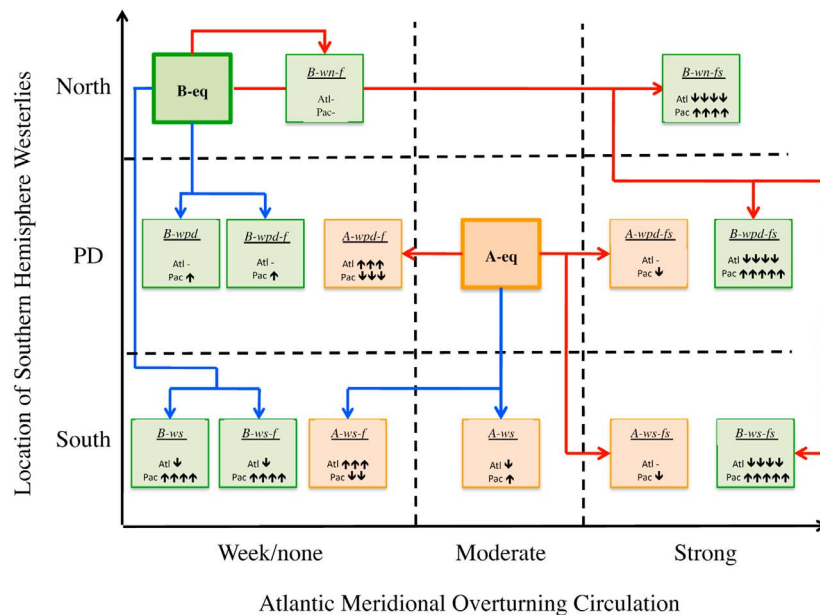 Location of Southern Hemisphere Westerlies
North
B-eq
B-wn-f
Atl-
Pac-
B-wn-fs
Atl ↓↓↓↓
Pac ↑↑↑↑
PD
B-wpd
Atl -
Pac ↑
B-wpd-f
Atl-
Pac ↑
A-wpd-f
Atl ↑↑↑
Pac ↓↓↓
A-eq
A-wpd-fs
Atl -
Pac ↓
B-wpd-fs
Atl ↓↓↓↓
Pac ↑↑↑↑↑
South
B-ws
Atl ↓
Pac ↑↑↑↑
B-ws-f
Atl ↓
Pac ↑↑↑↑
A-ws-f
Atl ↑↑↑
Pac ↓↓
A-ws
Atl ↓
Pac ↑
A-ws-fs
Atl -
Pac ↓
B-ws-fs
Atl ↓↓↓↓
Pac ↑↑↑↑↑
Week/none
Moderate
Strong
Atlantic Meridional Overturning Circulation